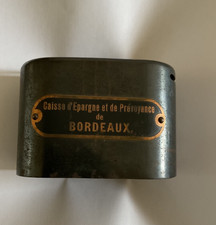 Caisse d'Epargne et de Prévoyance
de
BORDEAUX